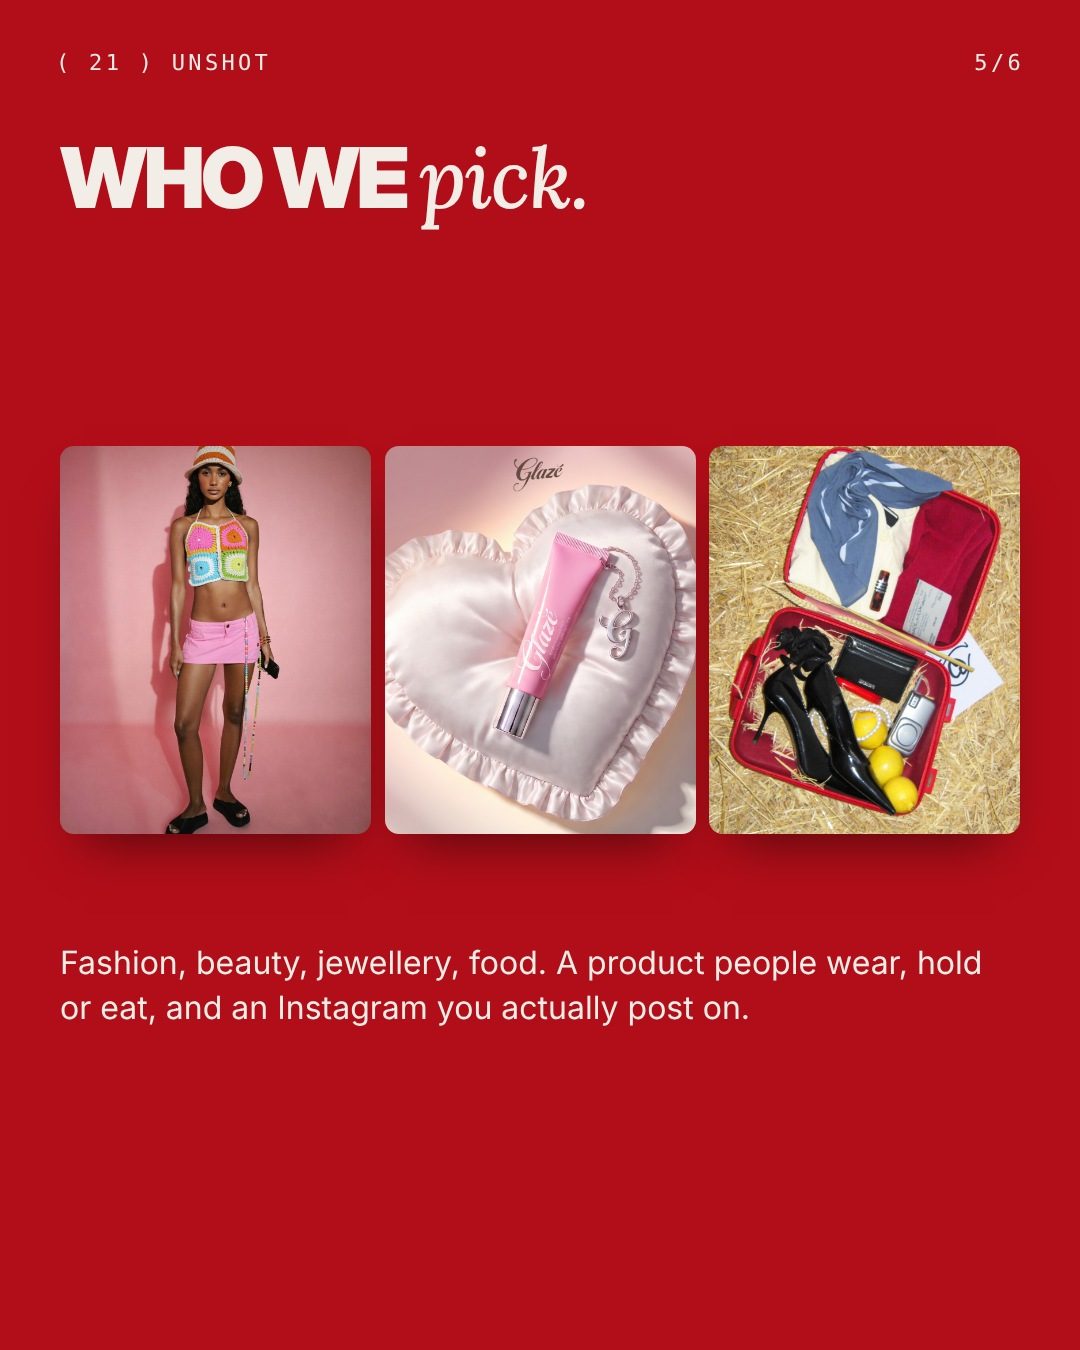 ( 21 ) UNSHOT
5/6
WHO WE pick.
Glazé
Glazé
G
Fashion, beauty, jewellery, food. A product people wear, hold
or eat, and an Instagram you actually post on.